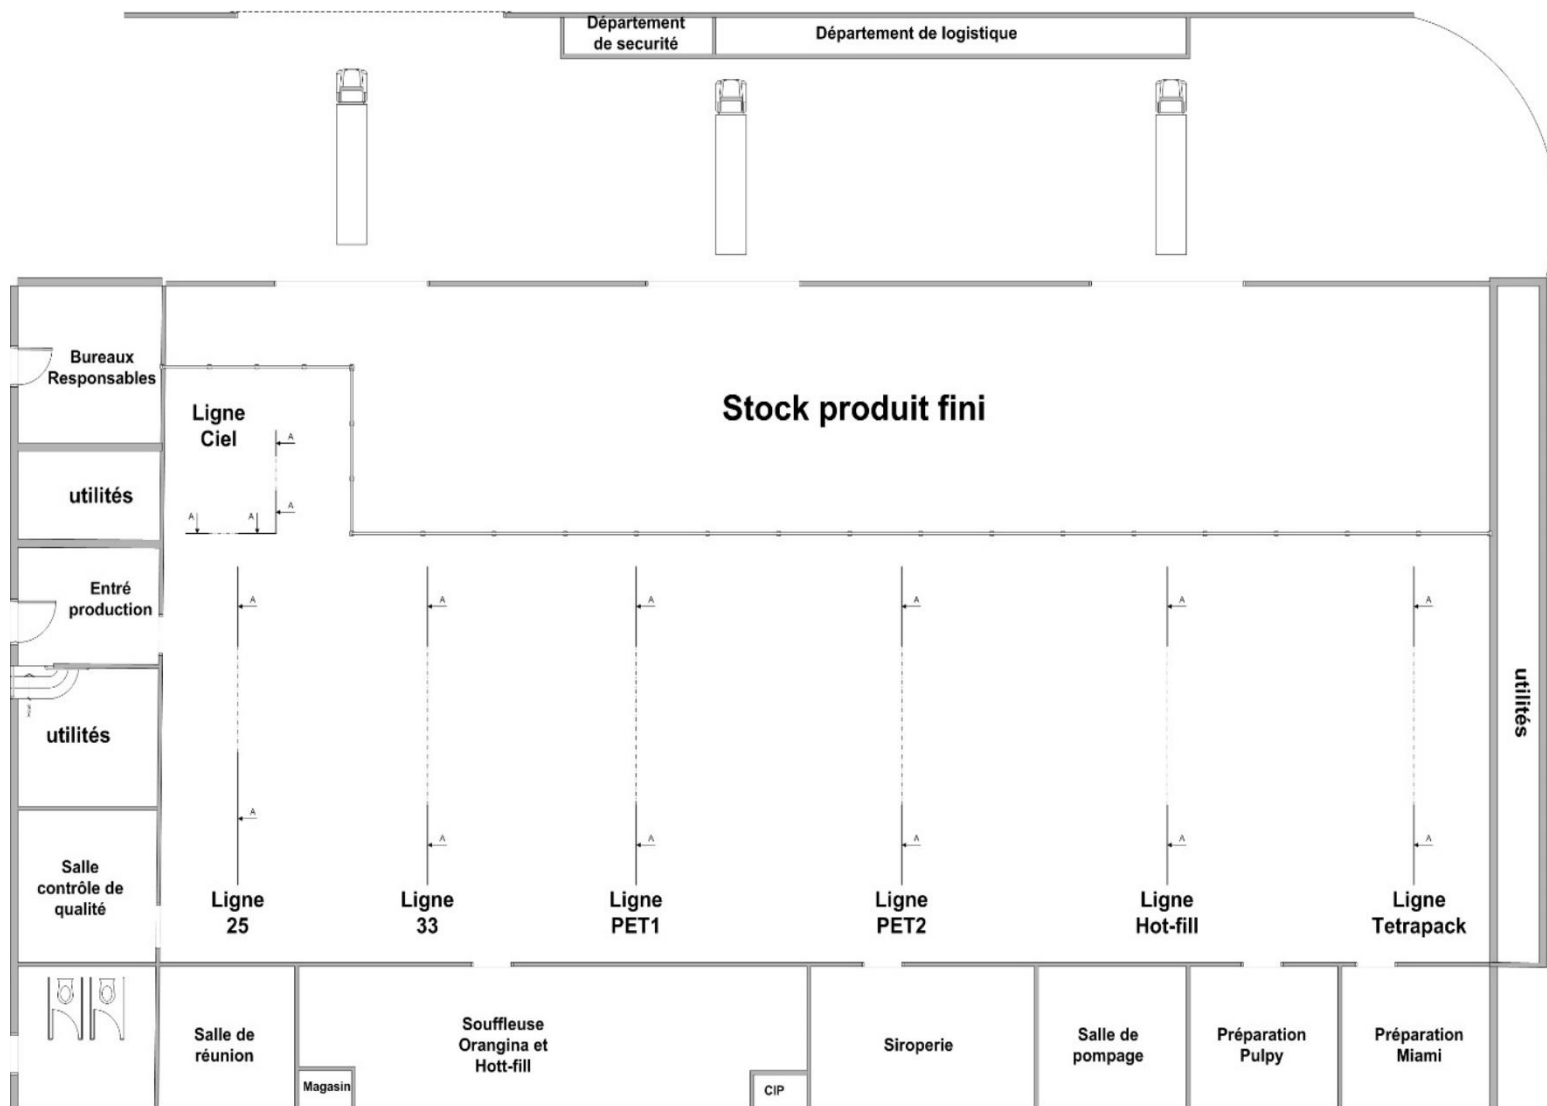 Département
de securité
Département de logistique
Bureaux
Responsables
Ligne
Ciel
Stock produit fini
A
A
A
A
utilités
Entré
production
A
A
A
A
A
A
utilités
utilités
A
A
A
A
A
A
Salle
contrôle de
qualité
Ligne
25
Ligne
33
Ligne
PET1
Ligne
PET2
Ligne
Hot-fill
Ligne
Tetrapack
Salle de
réunion
Magasin
Souffleuse
Orangina et
Hott-fill
CIP
Siroperie
Salle de
pompage
Préparation
Pulpy
Préparation
Miami